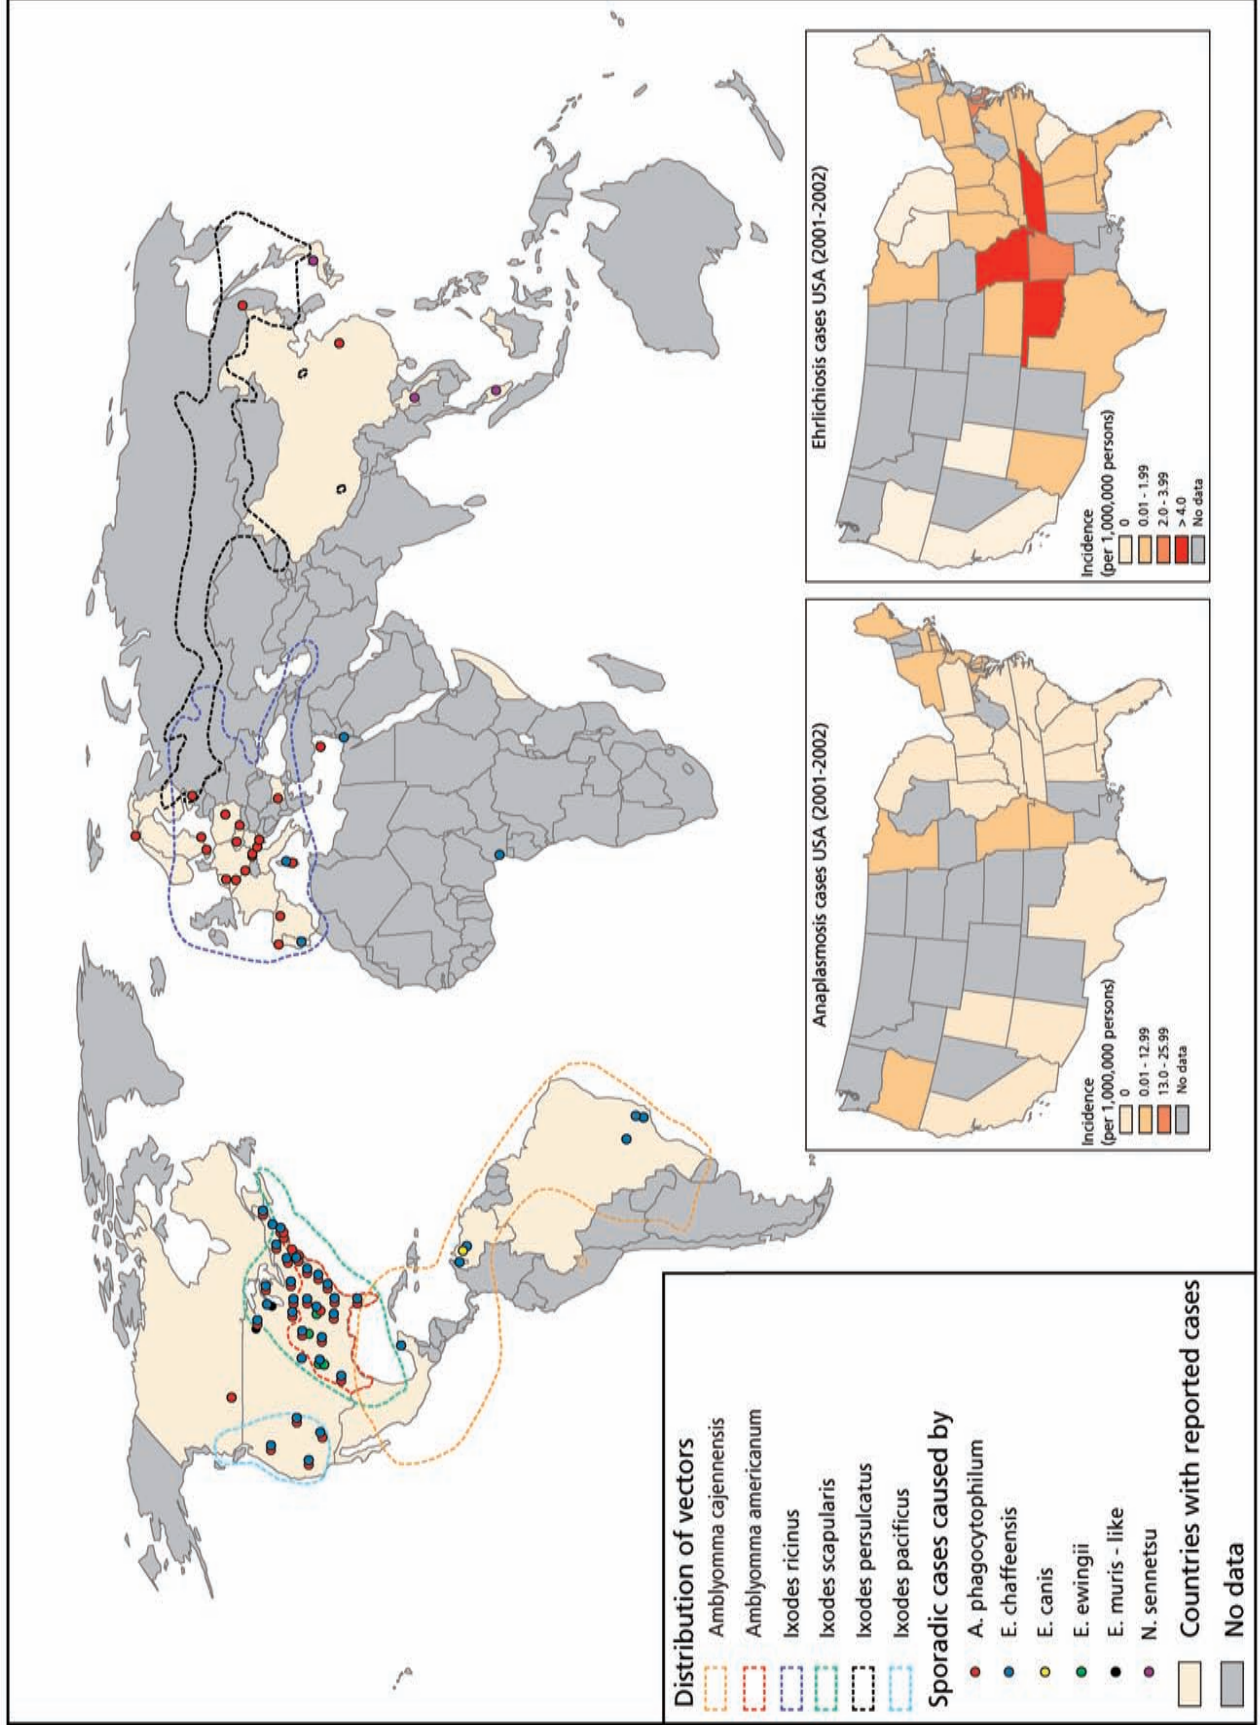 Distribution of vectors
Amblyomma cajennensis
Amblyomma americanum
Ixodes ricinus
Ixodes scapularis
Ixodes persulcatus
Ixodes pacificus
Sporadic cases caused by
A. phagocytophilum
E. chaffeensis
E. canis
E. ewingii
E. muris - like
N. sennetsu
Countries with reported cases
No data
Anaplasmosis cases USA (2001-2002)
Incidence
(per 1,000,000 persons)
0
0.01 - 12.99
13.0 - 25.99
No data
Ehrlichiosis cases USA (2001-2002)
Incidence
(per 1,000,000 persons)
0
0.01 - 1.99
2.0 - 3.99
> 4.0
No data